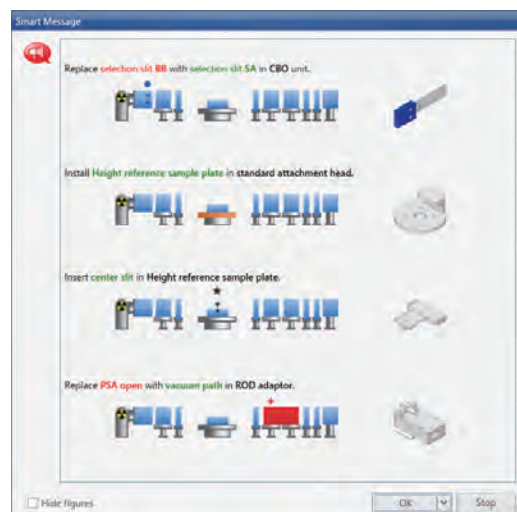 Smart Message
Replace selection slit BB with selection slit SA in CBO unit.
Install Height reference sample plate in standard attachment head.
Insert center slit in Height reference sample plate.
Replace PSA open with vacuum path in ROD adaptor.
Hide figures
OK
Stop